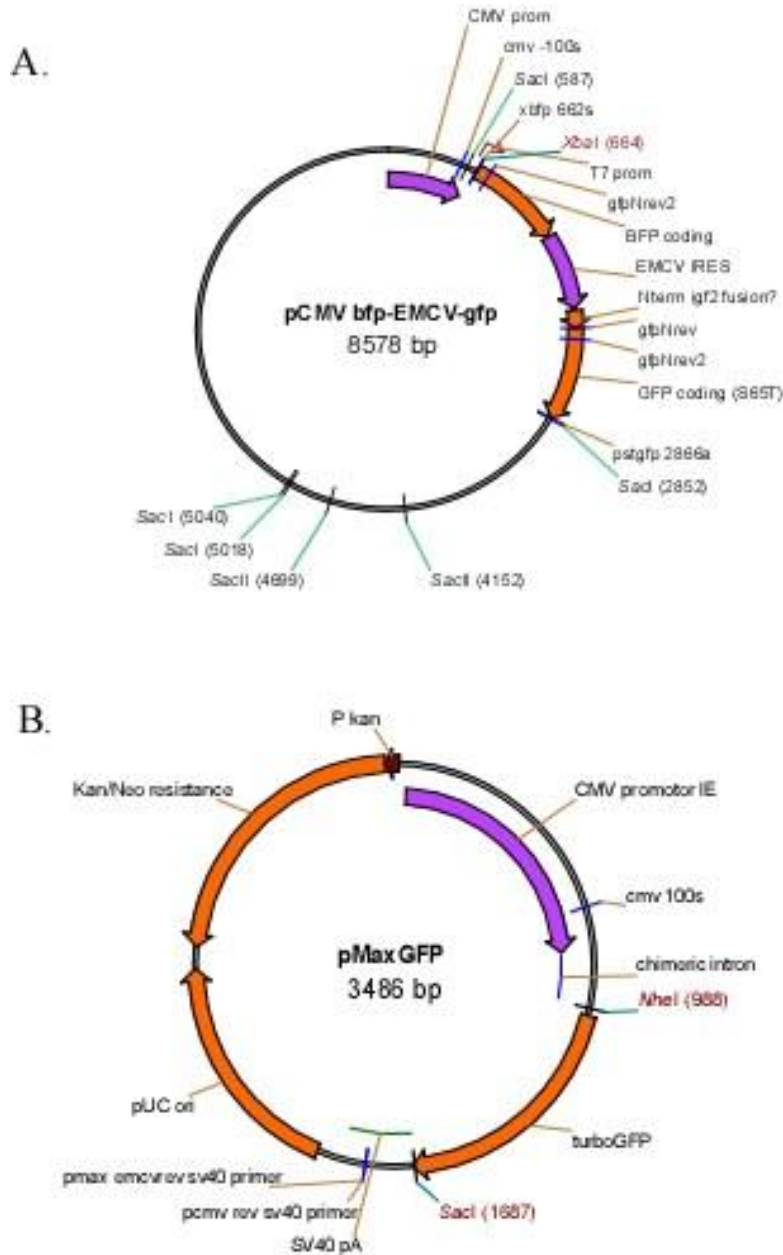 A.
CMV prom
cmv -100s
SacI (587)
xbfp 662s
XbaI (664)
T7 prom
gfpNrev2
BFP coding
EMCV IRES
Nterm igf2 fusion?
gfpNrev
gfpNrev2
GFP coding (S65T)
pstgfp 2866a
SacI (2852)
pCMV bfp-EMCV-gfp
8578 bp
SacI (5040)
SacI (5018)
SacII (4699)
SacII (4152)
B.
P kan
Kan/Neo resistance
CMV promotor IE
cmv 100s
chimeric intron
NheI (988)
pMaxGFP
3486 bp
pUC ori
turboGFP
pmax emcvrev sv40 primer
pcmv rev sv40 primer
SV40 pA
SacI (1687)